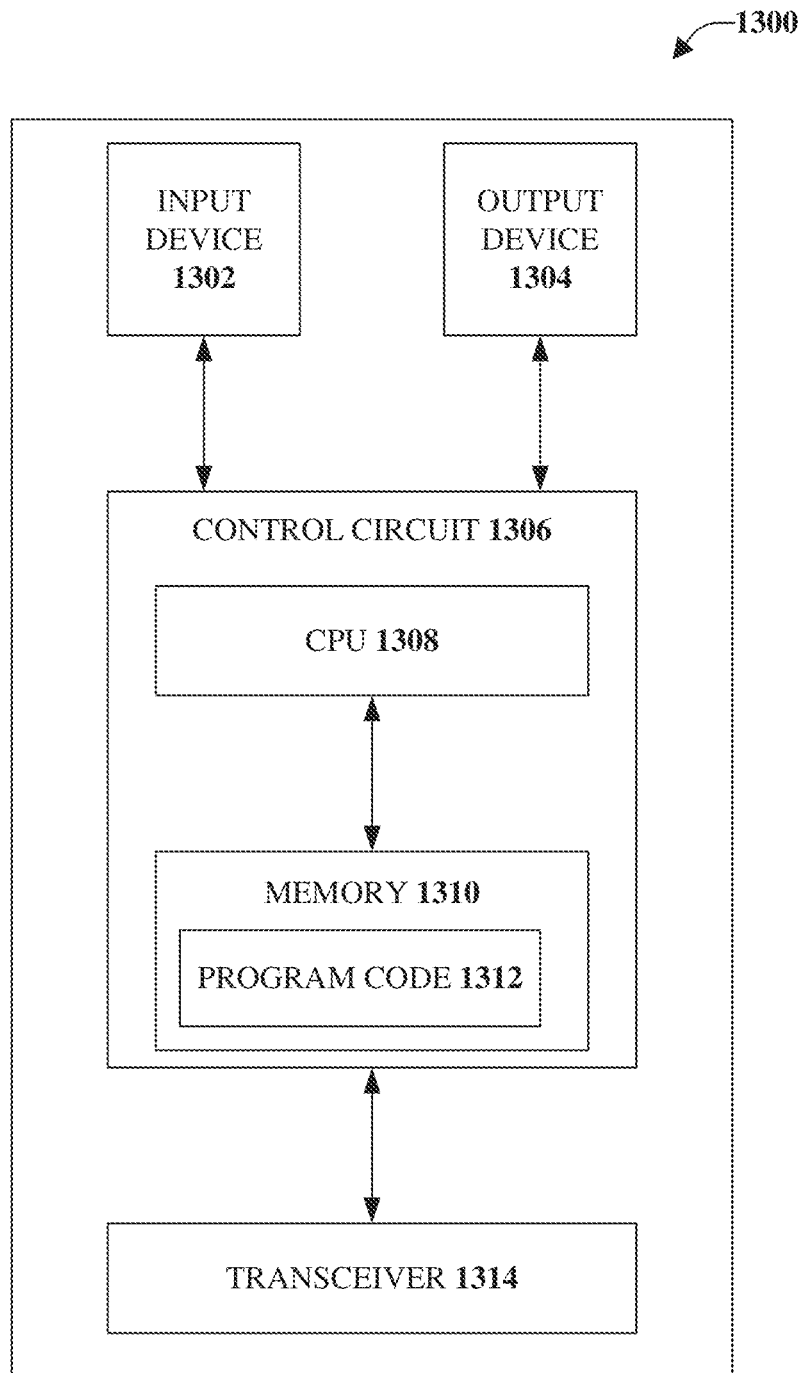 1300
INPUT
DEVICE
1302
OUTPUT
DEVICE
1304
CONTROL CIRCUIT 1306
CPU 1308
MEMORY 1310
PROGRAM CODE 1312
TRANSCEIVER 1314